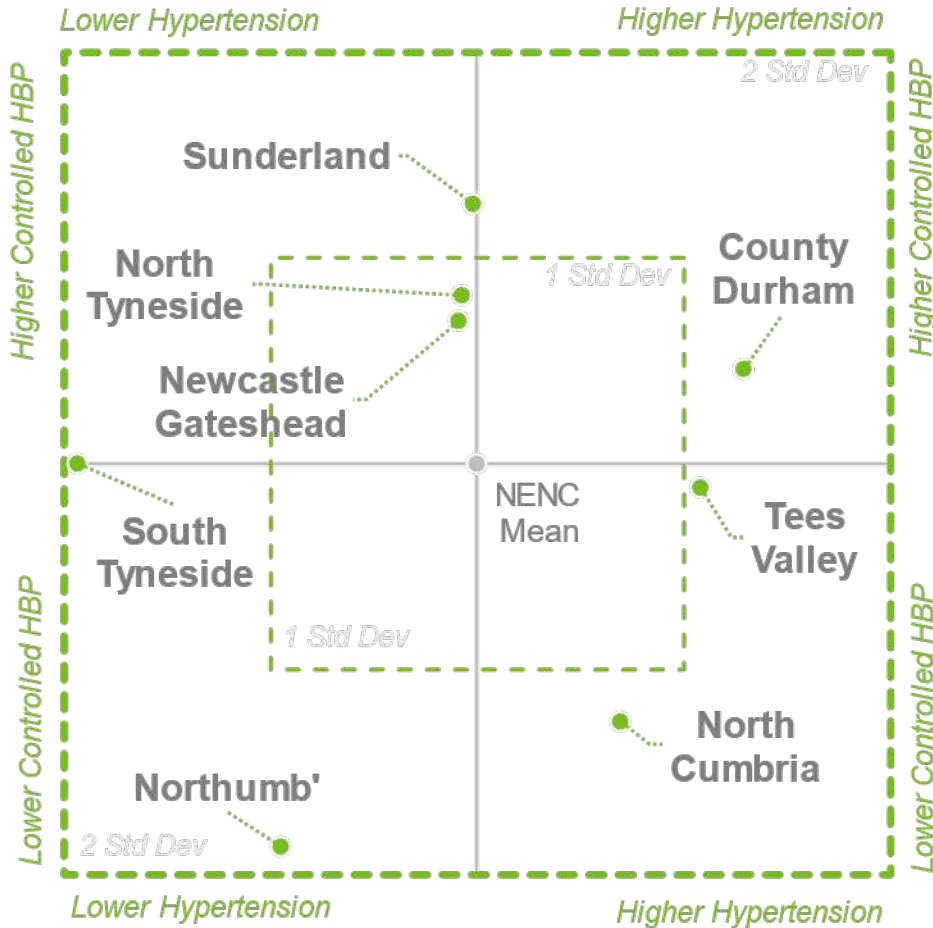 Lower Hypertension
Higher Hypertension
Higher Controlled HBP
Higher Controlled HBP
2 Std Dev
Sunderland
North
Tyneside
1 Std Dev
County
Durham
Newcastle
Gateshead
NENC
Mean
South
Tyneside
Tees
Valley
1 Std Dev
Lower Controlled HBP
Lower Controlled HBP
North
Cumbria
Northumb'
2 Std Dev
Lower Hypertension
Higher Hypertension